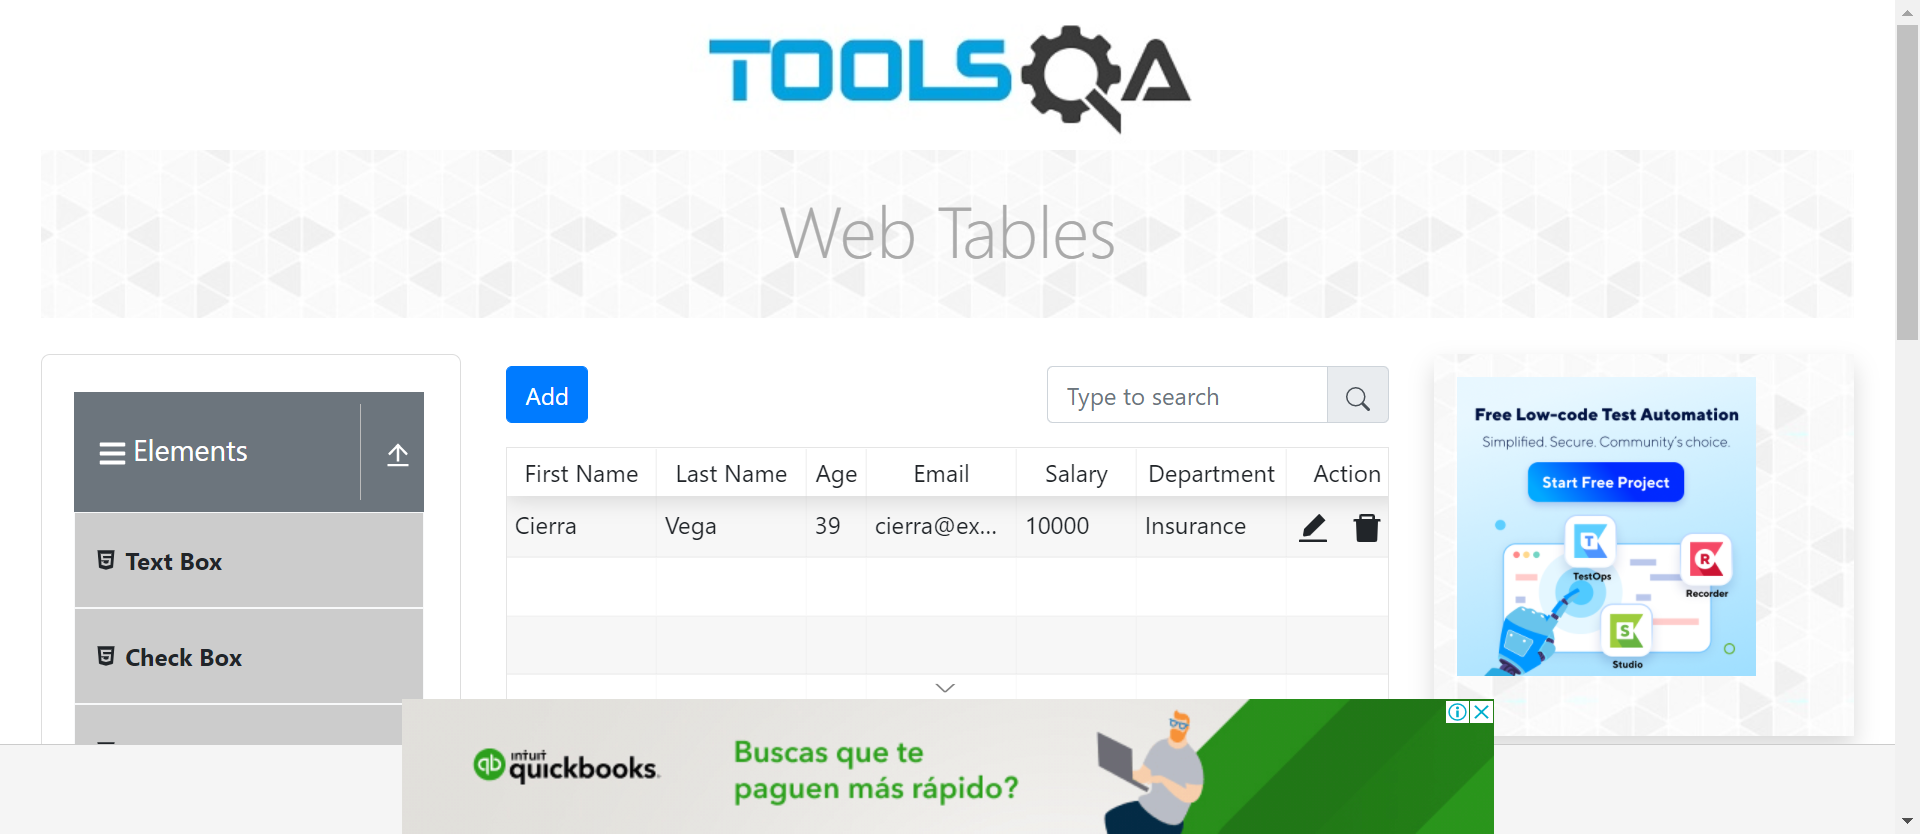 TOOLSQA
Web Tables
Elements
Text Box
Check Box
Add
Type to search
First Name Last Name Age Email Salary Department Action
Cierra Vega 39 cierra@ex... 10000 Insurance
Free Low-code Test Automation
Simplified. Secure. Community's choice.
Start Free Project
TestOps
Recorder
Studio
intuit
quickbooks.
Buscas que te
paguen más rápido?